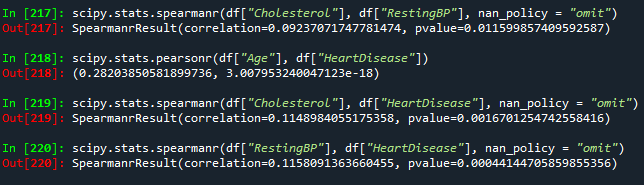 In [217]: scipy.stats.spearmanr(df["Cholesterol"], df["RestingBP"], nan_policy = "omit")
Out[217]: SpearmanrResult(correlation=0.09237071747781474, pvalue=0.011599857409592587)
In [218]: scipy.stats.pearsonr(df["Age"], df["HeartDisease"])
Out[218]: (0.28203850581899736, 3.007953240047123e-18)
In [219]: scipy.stats.spearmanr(df["Cholesterol"], df["HeartDisease"], nan_policy = "omit")
Out[219]: SpearmanrResult(correlation=0.1148984055175358, pvalue=0.0016701254742558416)
In [220]: scipy.stats.spearmanr(df["RestingBP"], df["HeartDisease"], nan_policy = "omit")
Out[220]: SpearmanrResult(correlation=0.1158091363660455, pvalue=0.00044144705859855356)